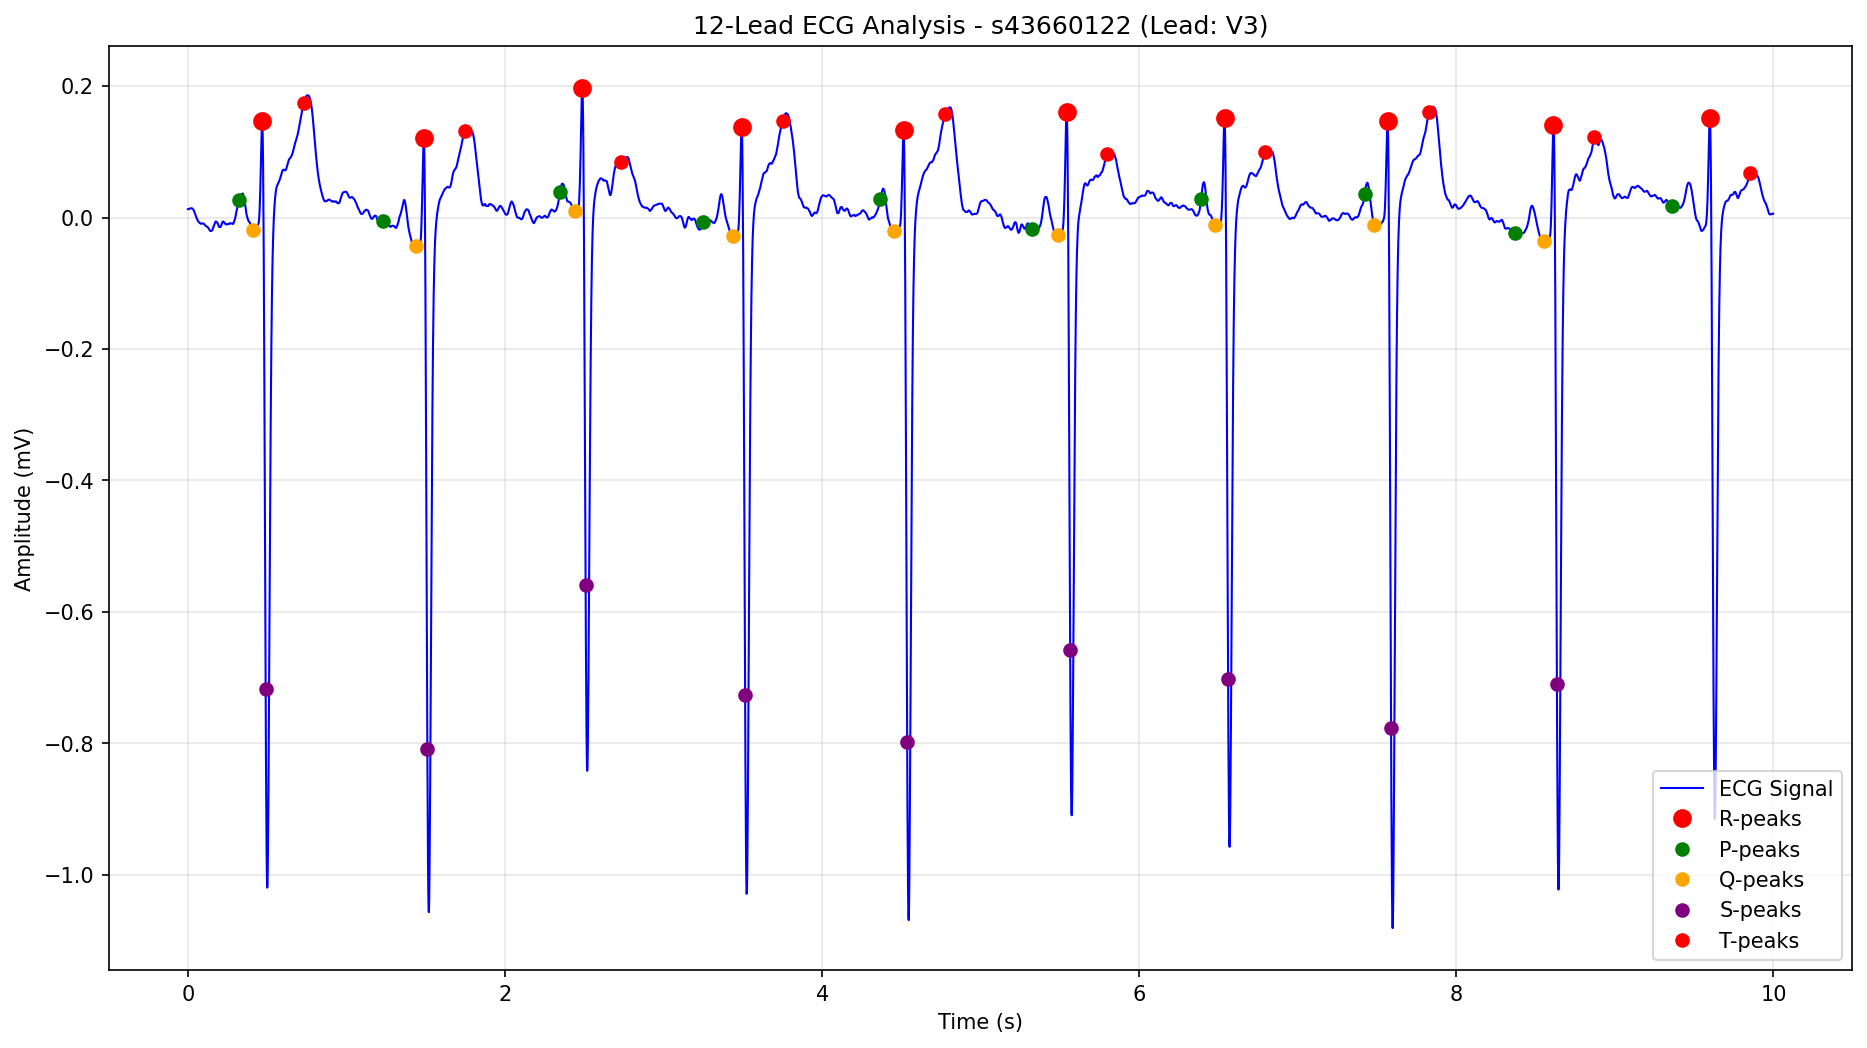 12-Lead ECG Analysis - s43660122 (Lead: V3)
Amplitude (mV)
0.2
0.0
−0.2
−0.4
−0.6
−0.8
−1.0
0 2 4 6 8 10
Time (s)
ECG Signal
R-peaks
P-peaks
Q-peaks
S-peaks
T-peaks